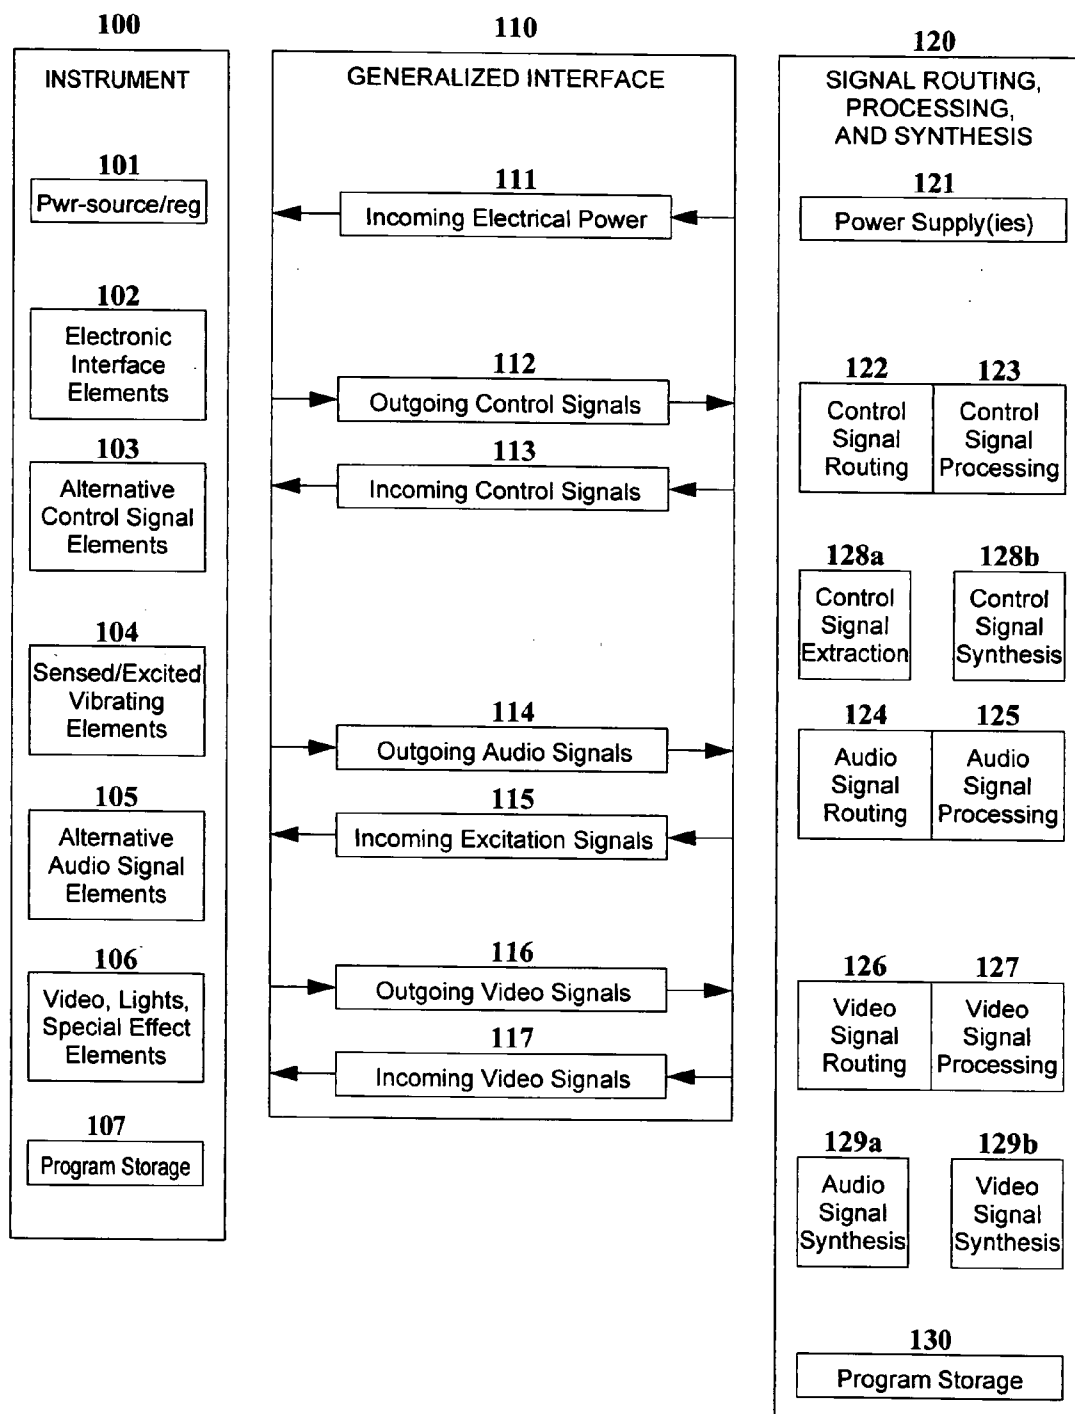 100
INSTRUMENT
101
Pwr-source/reg
102
Electronic
Interface
Elements
103
Alternative
Control Signal
Elements
104
Sensed/Excited
Vibrating
Elements
105
Alternative
Audio Signal
Elements
106
Video, Lights,
Special Effect
Elements
107
Program Storage
110
GENERALIZED INTERFACE
111
Incoming Electrical Power
112
Outgoing Control Signals
113
Incoming Control Signals
114
Outgoing Audio Signals
115
Incoming Excitation Signals
116
Outgoing Video Signals
117
Incoming Video Signals
120
SIGNAL ROUTING,
PROCESSING,
AND SYNTHESIS
121
Power Supply(ies)
122
Control
Signal
Routing
123
Control
Signal
Processing
128a
Control
Signal
Extraction
128b
Control
Signal
Synthesis
124
Audio
Signal
Routing
125
Audio
Signal
Processing
126
Video
Signal
Routing
127
Video
Signal
Processing
129a
Audio
Signal
Synthesis
129b
Video
Signal
Synthesis
130
Program Storage